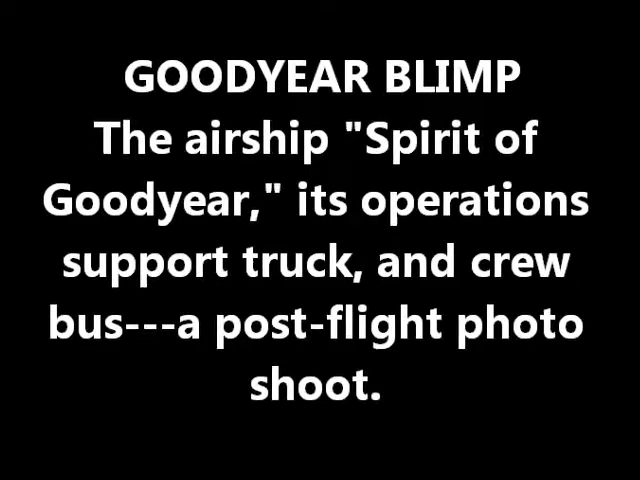 GOODYEAR BLIMP
The airship "Spirit of
Goodyear," its operations
support truck, and crew
bus---a post-flight photo
shoot.